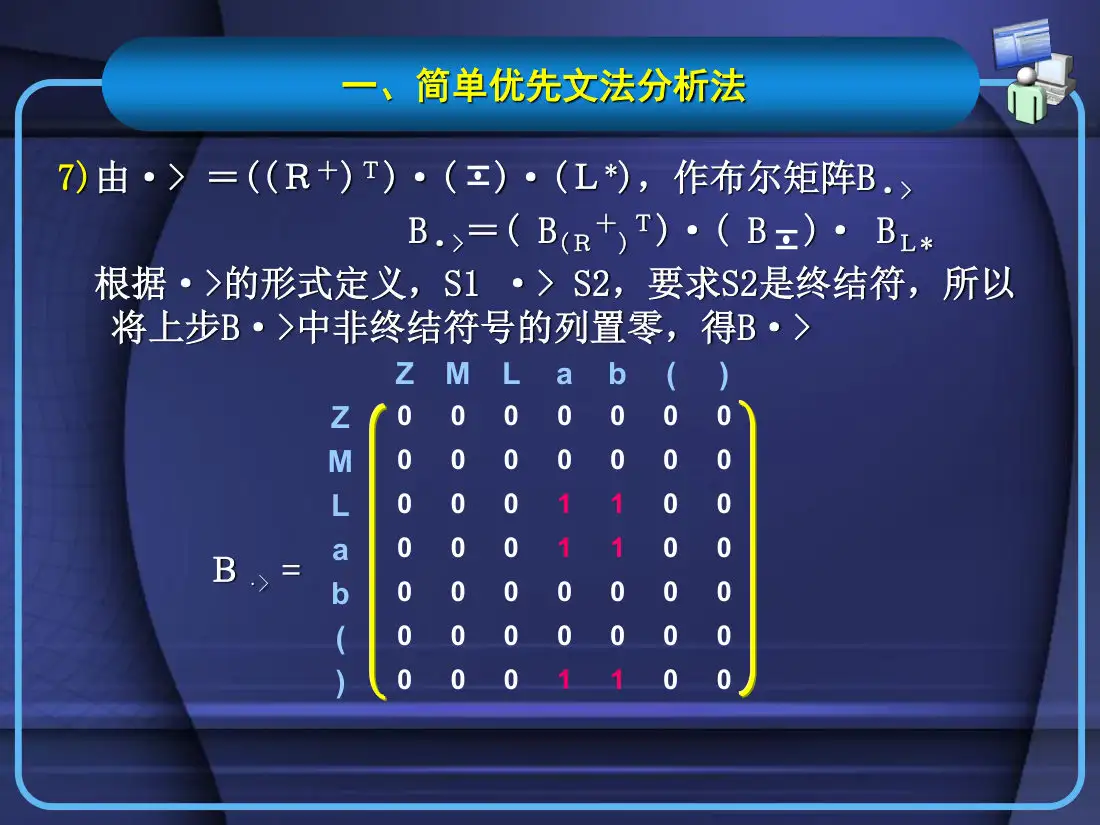 一、简单优先文法分析法
7)由·> ＝((R＋)T)·(·=)·(L*)，作布尔矩阵B·>
B·>＝( B(R＋)T)·( B·=)· BL*
根据·>的形式定义，S1 ·> S2，要求S2是终结符，所以
将上步B·>中非终结符号的列置零，得B·>
Z M L a b ( )
Z 0 0 0 0 0 0 0
M 0 0 0 0 0 0 0
L 0 0 0 1 1 0 0
a 0 0 0 1 1 0 0
B ·> =
b 0 0 0 0 0 0 0
( 0 0 0 0 0 0 0
) 0 0 0 1 1 0 0